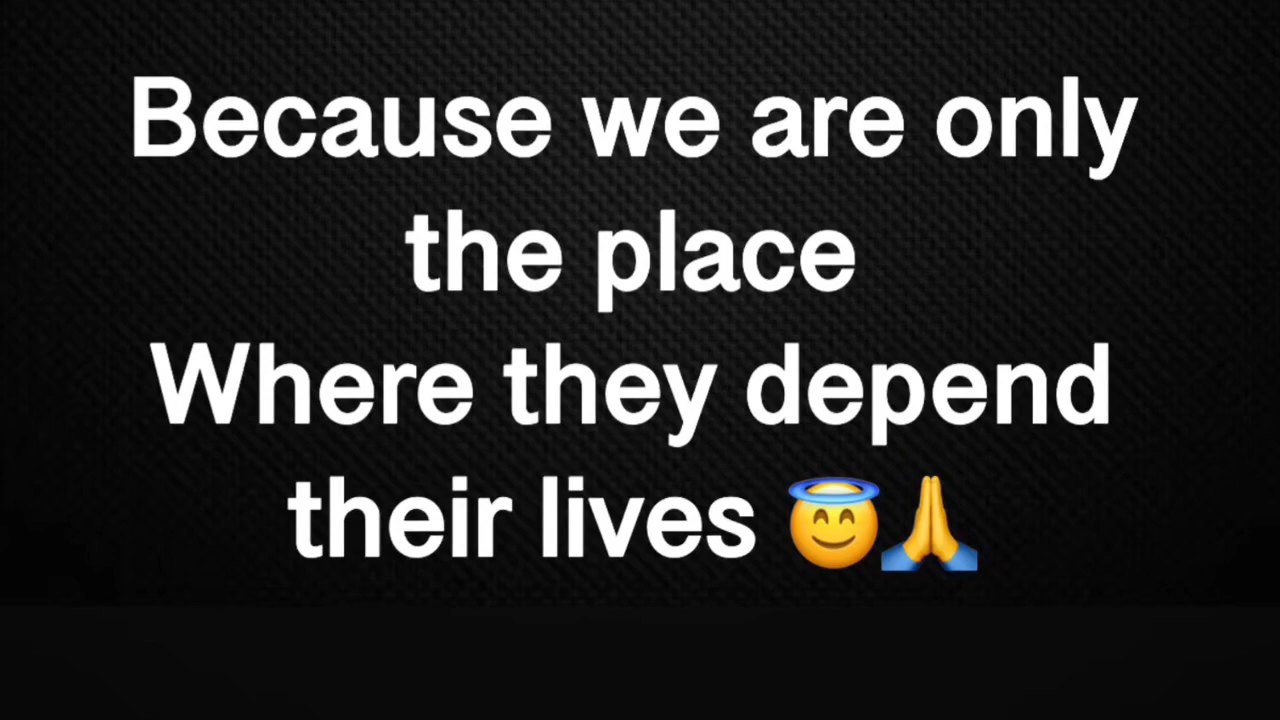 Because we are only
the place
Where they depend
their lives 😇🙏